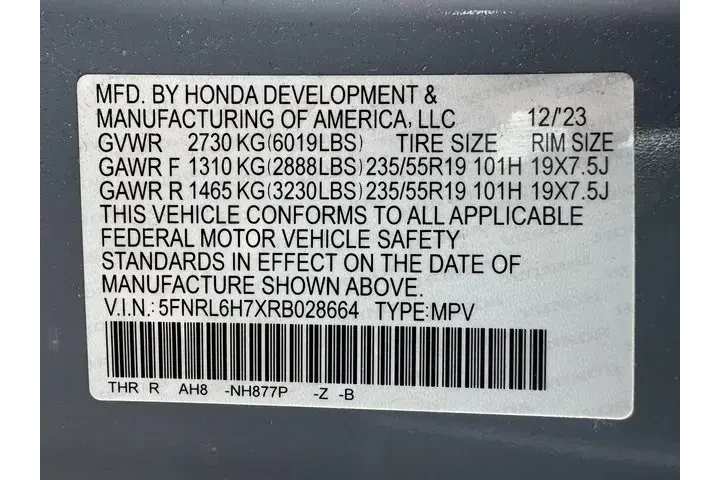 MFD. BY HONDA DEVELOPMENT &
MANUFACTURING OF AMERICA, LLC 12/'23
GVWR 2730 KG(6019LBS) TIRE SIZE RIM SIZE
GAWR F 1310 KG(2888LBS) 235/55R19 101H 19X7.5J
GAWR R 1465 KG(3230LBS) 235/55R19 101H 19X7.5J
THIS VEHICLE CONFORMS TO ALL APPLICABLE
FEDERAL MOTOR VEHICLE SAFETY
STANDARDS IN EFFECT ON THE DATE OF
MANUFACTURE SHOWN ABOVE.
V.I.N.: 5FNRL6H7XRB028664 TYPE:MPV
THR R AH8 -NH877P -Z -B